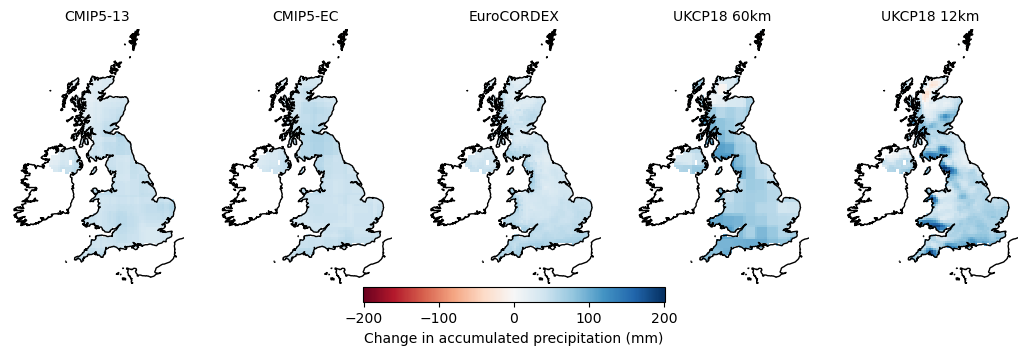 CMIP5-13 CMIP5-EC EuroCORDEX UKCP18 60km UKCP18 12km
−200 −100 0 100 200
Change in accumulated precipitation (mm)